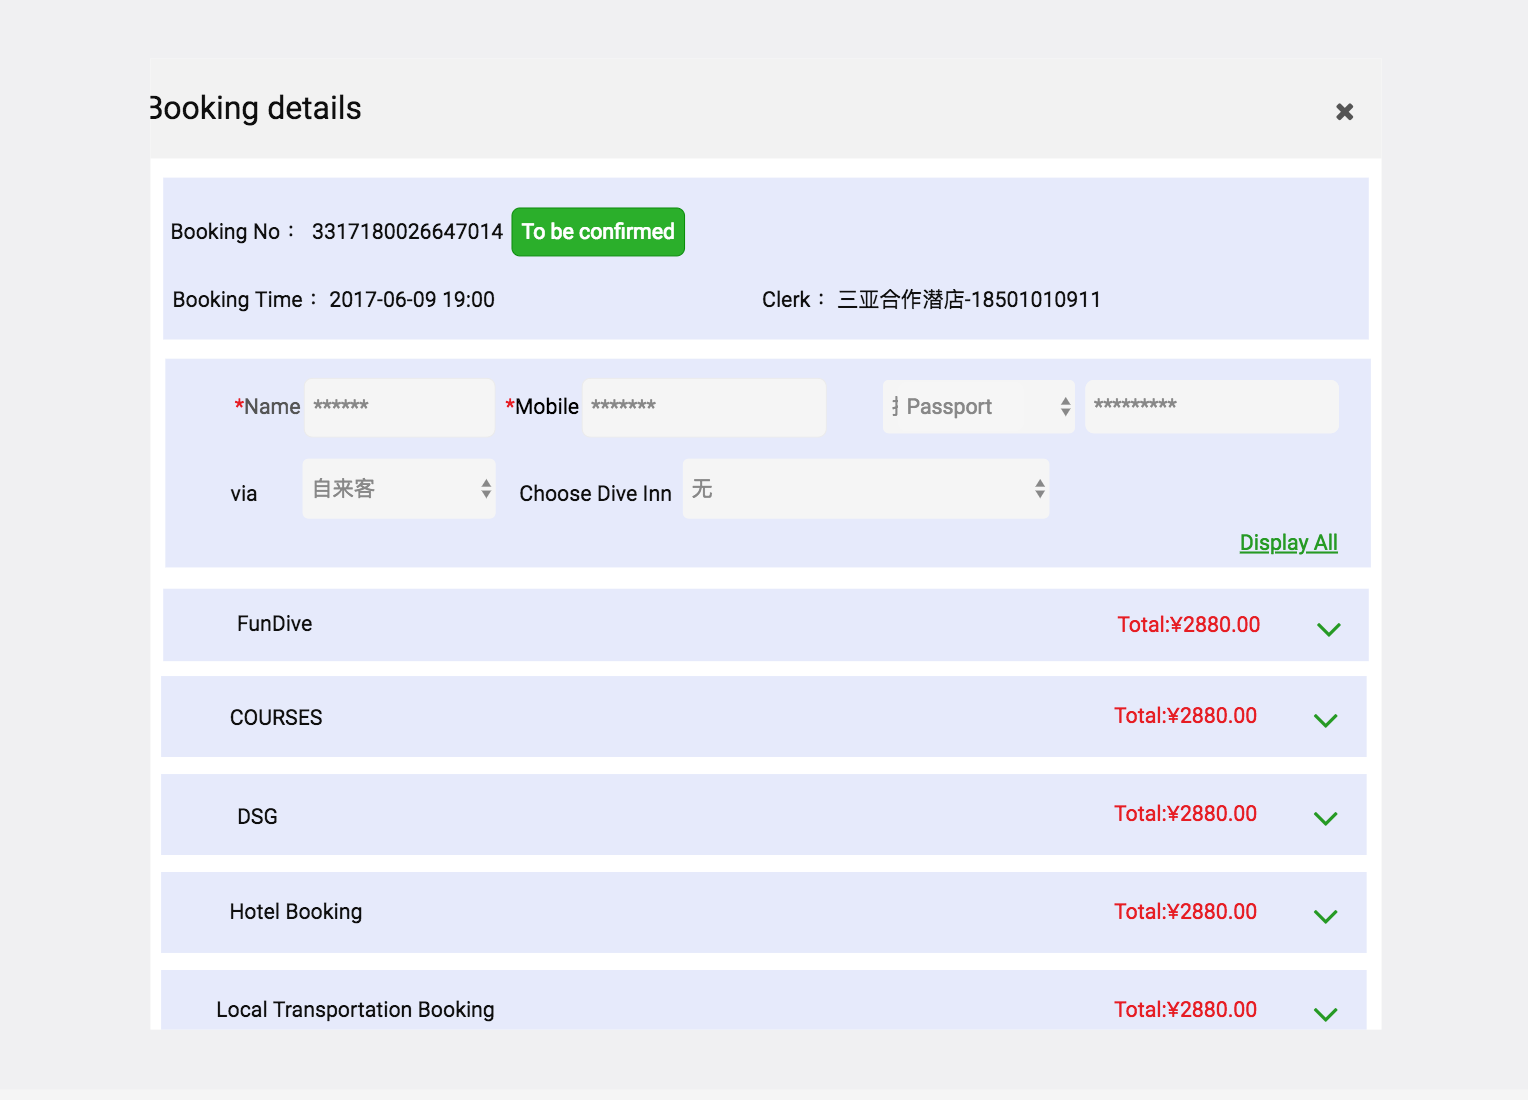 Booking details
Booking No： 3317180026647014 To be confirmed
Booking Time： 2017-06-09 19:00 Clerk： 三亚合作潜店-18501010911
*Name ****** *Mobile ******* Passport *********
via 自来客 Choose Dive Inn 无
Display All
FunDive Total:¥2880.00
COURSES Total:¥2880.00
DSG Total:¥2880.00
Hotel Booking Total:¥2880.00
Local Transportation Booking Total:¥2880.00